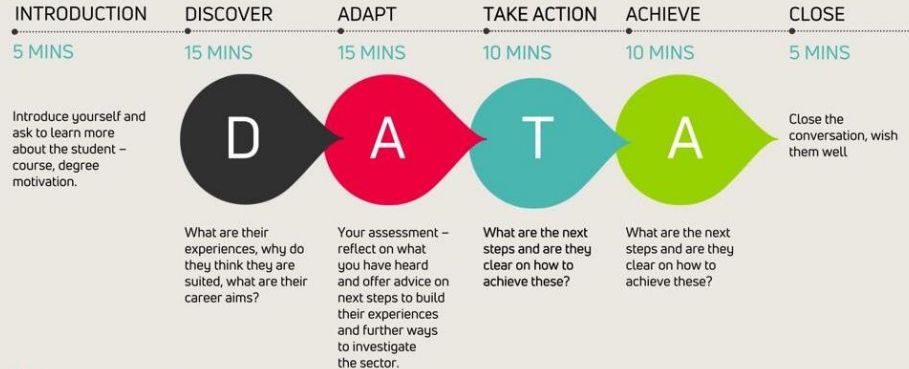 INTRODUCTION
5 MINS
Introduce yourself and
ask to learn more
about the student –
course, degree
motivation.
DISCOVER
15 MINS
D
What are their
experiences, why do
they think they are
suited, what are their
career aims?
ADAPT
15 MINS
A
Your assessment –
reflect on what
you have heard
and offer advice on
next steps to build
their experiences
and further ways
to investigate
the sector.
TAKE ACTION
10 MINS
T
What are the next
steps and are they
clear on how to
achieve these?
ACHIEVE
10 MINS
A
What are the next
steps and are they
clear on how to
achieve these?
CLOSE
5 MINS
Close the
conversation, wish
them well